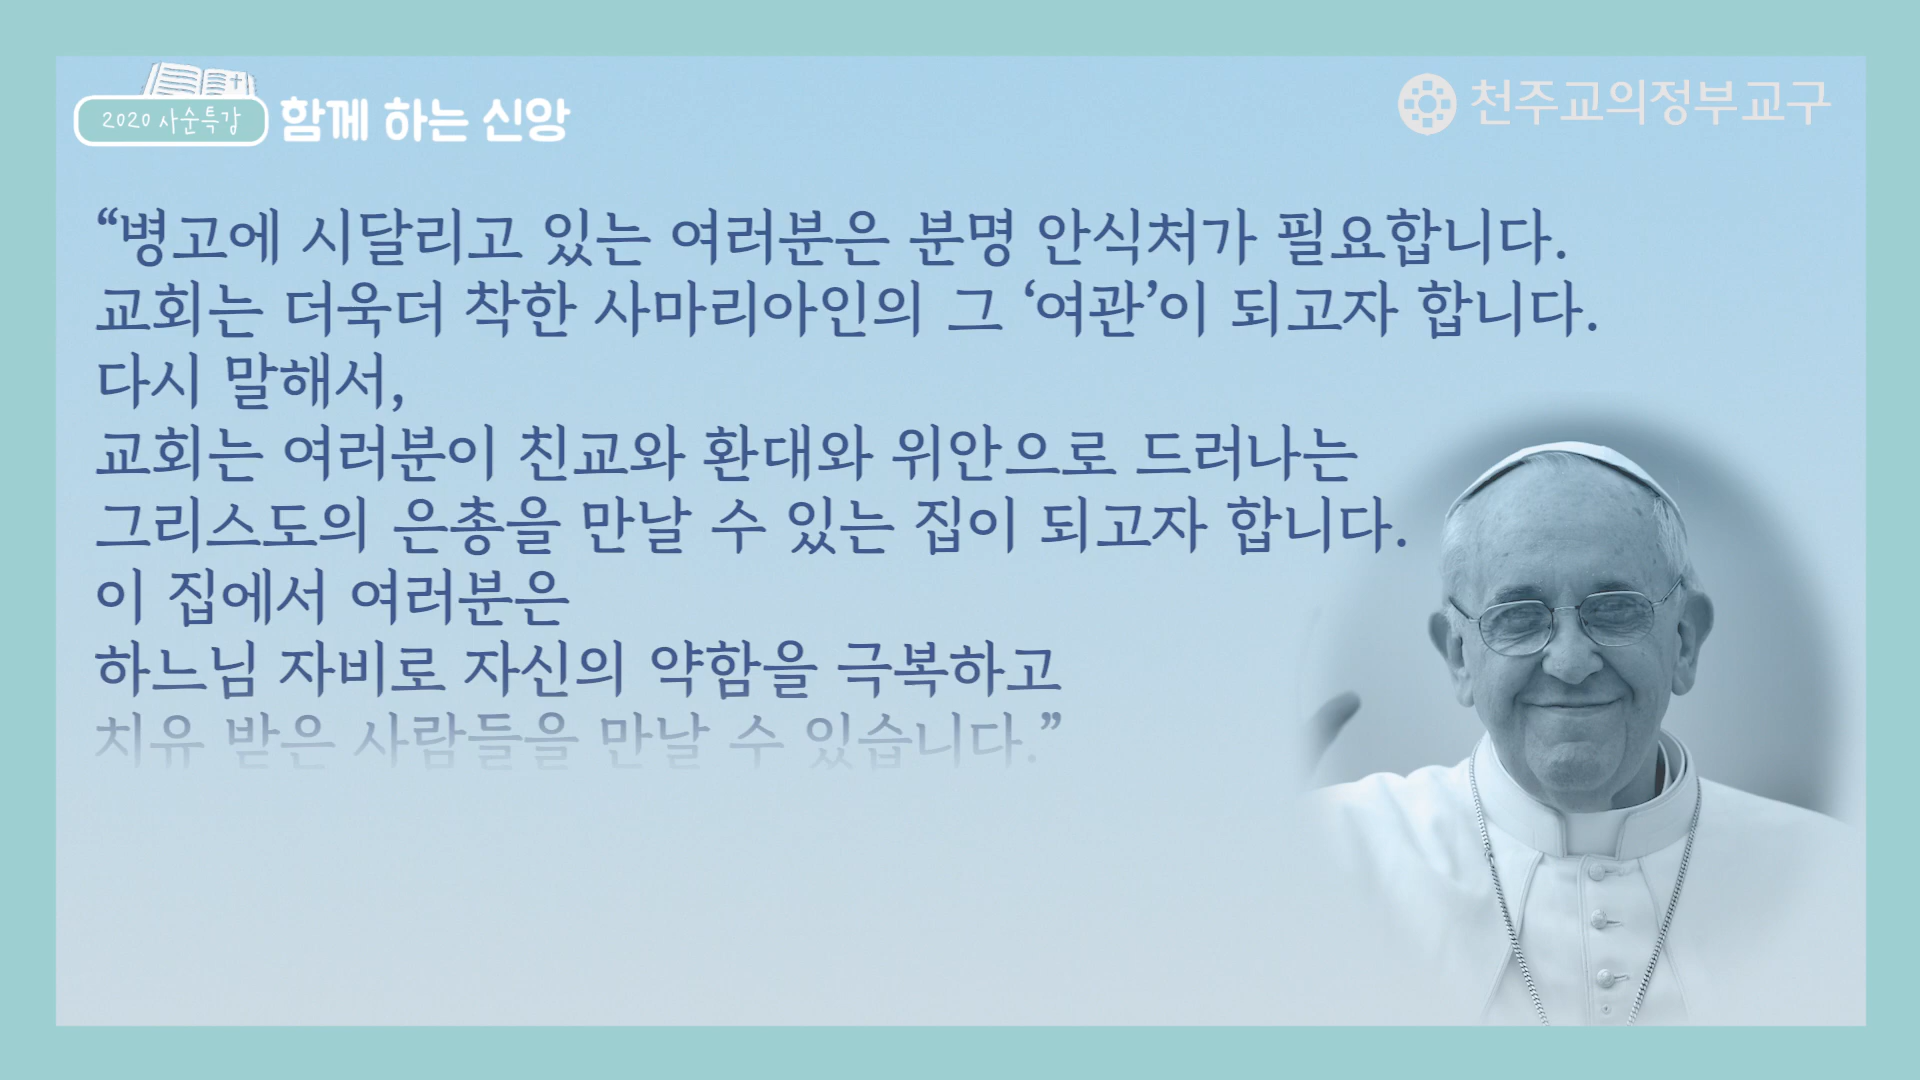 2020 사순특강 함께 하는 신앙
천주교의정부교구
“병고에 시달리고 있는 여러분은 분명 안식처가 필요합니다.
교회는 더욱더 착한 사마리아인의 그 ‘여관’이 되고자 합니다.
다시 말해서,
교회는 여러분이 친교와 환대와 위안으로 드러나는
그리스도의 은총을 만날 수 있는 집이 되고자 합니다.
이 집에서 여러분은
하느님 자비로 자신의 약함을 극복하고
치유 받은 사람들을 만날 수 있습니다.”